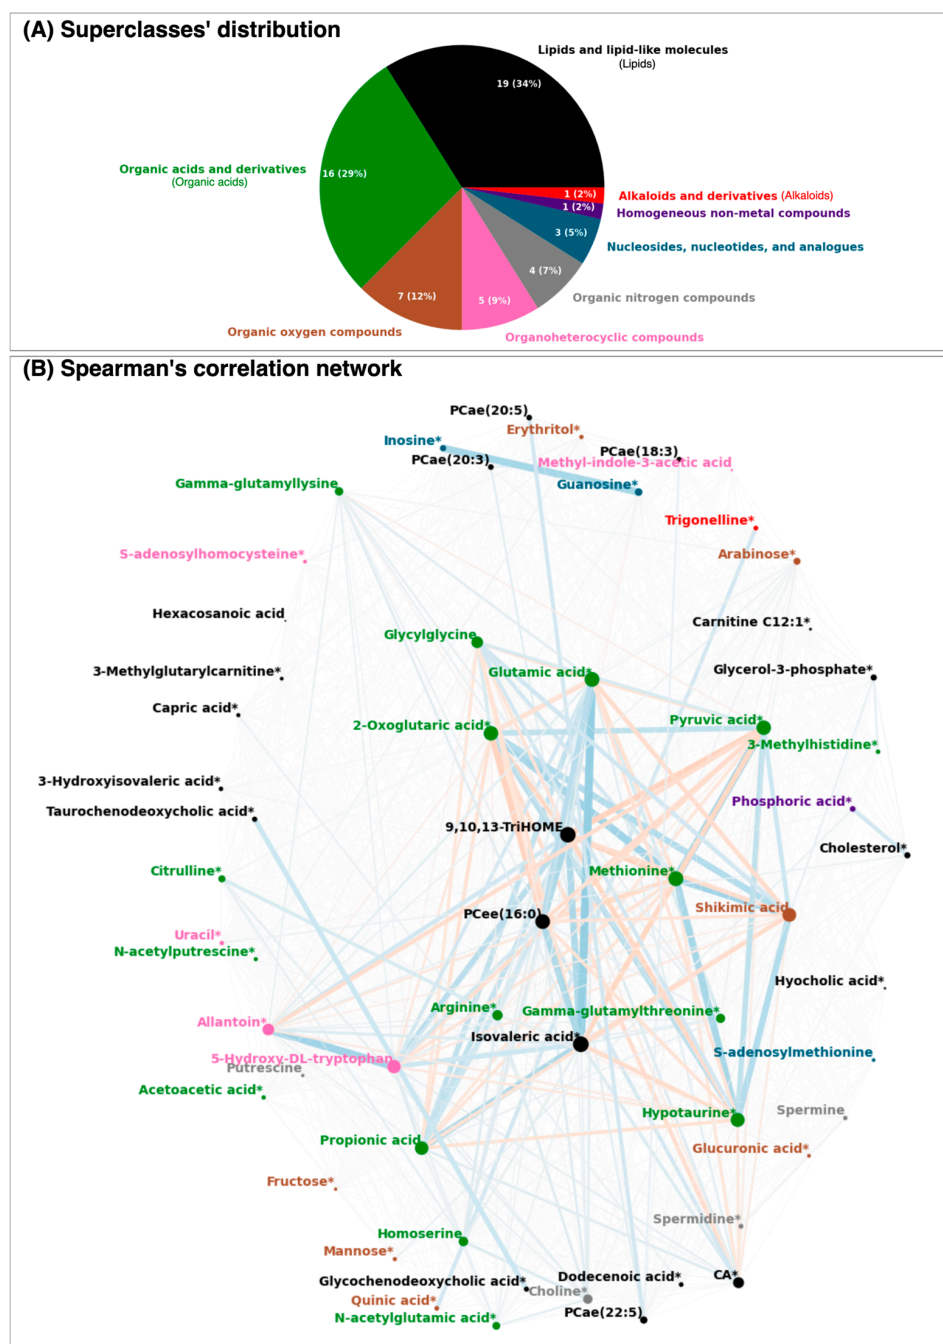 (A) Superclasses' distribution
Lipids and lipid-like molecules
(Lipids)
19 (34%)
Organic acids and derivatives
(Organic acids)
16 (29%)
1 (2%)
Alkaloids and derivatives (Alkaloids)
1 (2%)
Homogeneous non-metal compounds
3 (5%)
Nucleosides, nucleotides, and analogues
4 (7%)
Organic nitrogen compounds
7 (12%)
5 (9%)
Organic oxygen compounds
Organoheterocyclic compounds
(B) Spearman's correlation network
PCae(20:5)
Erythritol*
Inosine*
PCae(18:3)
PCae(20:3)
Methyl-indole-3-acetic acid
Gamma-glutamyllysine
Guanosine*
Trigonelline*
S-adenosylhomocysteine*
Arabinose*
Hexacosanoic acid
Carnitine C12:1*
Glycylglycine
3-Methylglutarylcarnitine*
Glutamic acid*
Glycerol-3-phosphate*
Capric acid*
2-Oxoglutaric acid*
Pyruvic acid*
3-Methylhistidine*
3-Hydroxyisovaleric acid*
Phosphoric acid*
Taurochenodeoxycholic acid*
9,10,13-TriHOME
Cholesterol*
Citrulline*
Methionine*
PCee(16:0)
Shikimic acid
Uracil*
N-acetylputrescine*
Hyocholic acid*
Arginine*
Gamma-glutamylthreonine*
Allantoin*
Isovaleric acid*
5-Hydroxy-DL-tryptophan
S-adenosylmethionine
Putrescine
Acetoacetic acid*
Hypotaurine*
Spermine
Propionic acid
Glucuronic acid*
Fructose*
Spermidine*
Homoserine
Mannose*
Glycochenodeoxycholic acid*
Dodecenoic acid*
CA*
Choline*
Quinic acid*
PCae(22:5)
N-acetylglutamic acid*